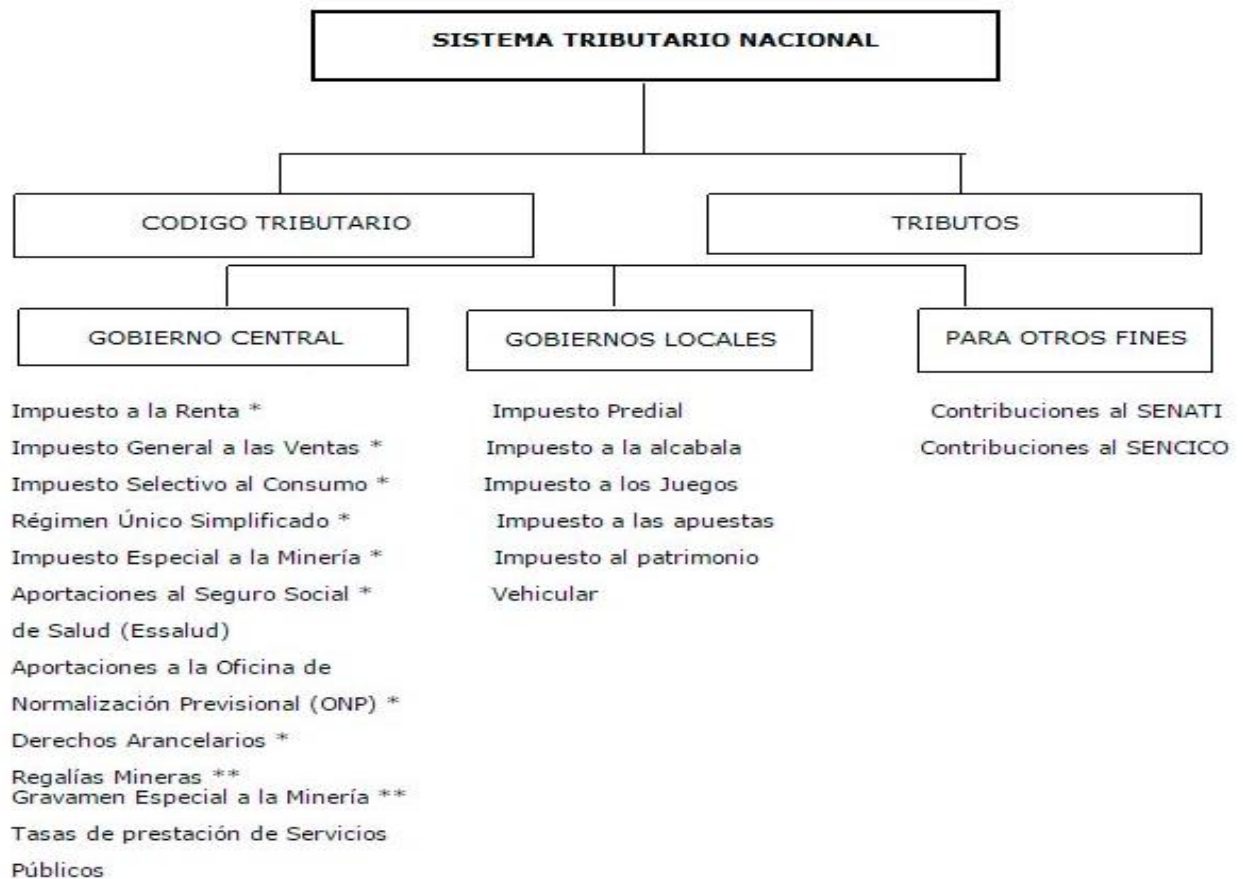 SISTEMA TRIBUTARIO NACIONAL
CODIGO TRIBUTARIO
TRIBUTOS
GOBIERNO CENTRAL
GOBIERNOS LOCALES
PARA OTROS FINES
Impuesto a la Renta *
Impuesto General a las Ventas *
Impuesto Selectivo al Consumo *
Régimen Único Simplificado *
Impuesto Especial a la Minería *
Aportaciones al Seguro Social *
de Salud (Essalud)
Aportaciones a la Oficina de
Normalización Previsional (ONP) *
Derechos Arancelarios *
Regalías Mineras **
Gravamen Especial a la Minería **
Tasas de prestación de Servicios
Públicos
Impuesto Predial
Impuesto a la alcabala
Impuesto a los Juegos
Impuesto a las apuestas
Impuesto al patrimonio
Vehicular
Contribuciones al SENATI
Contribuciones al SENCICO